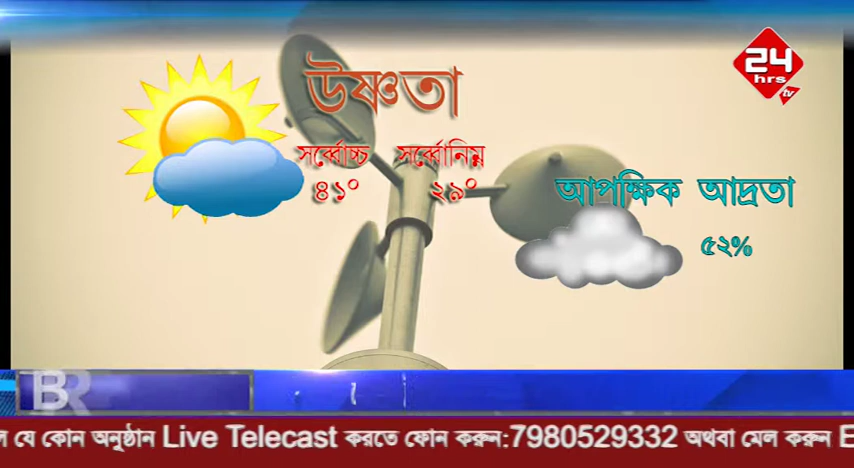 24
hrs
tv
উষ্ণতা
সর্ব্বোচ্চ সর্ব্বোনিম্ন
৪১° ২৯°
আপক্ষিক আদ্রতা
৫২%
BR
ল যে কোন অনুষ্ঠান Live Telecast করতে ফোন করুন:7980529332 অথবা মেল করুন E